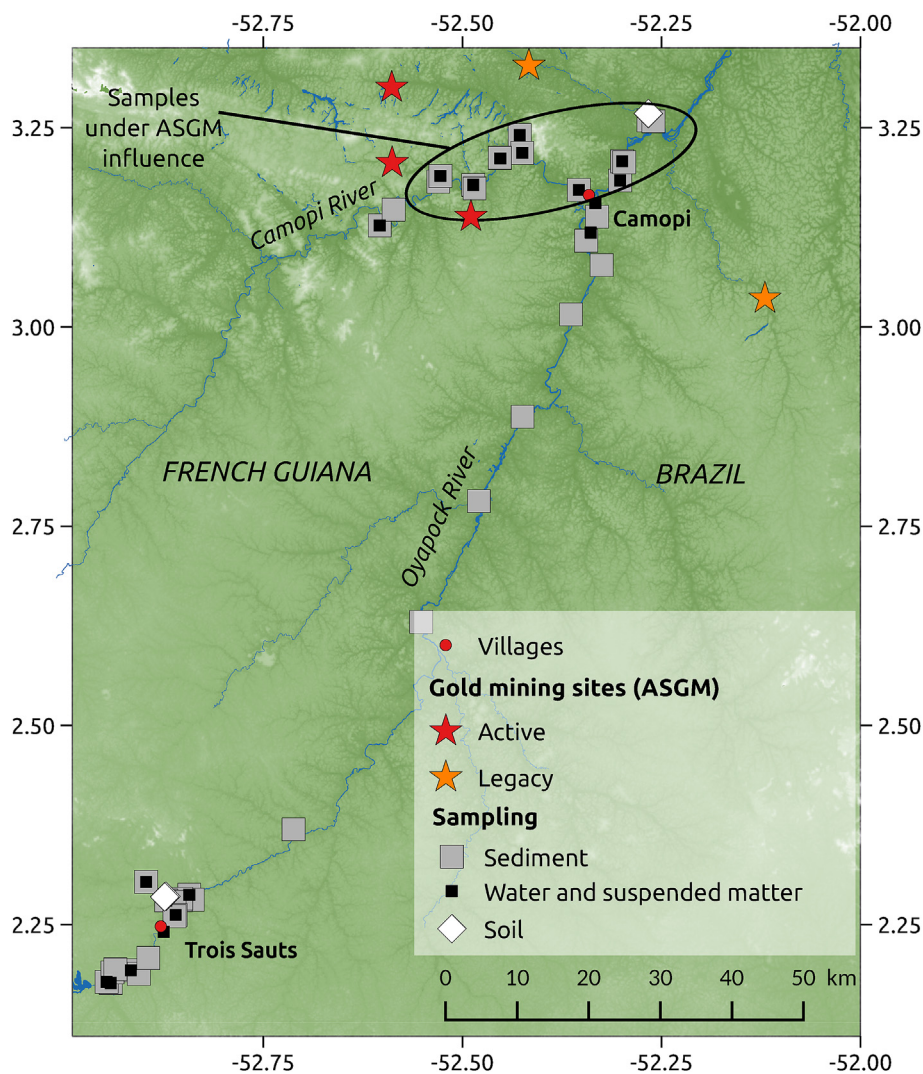 -52.75 -52.50 -52.25 -52.00
Samples
under ASGM
influence
3.25 3.25
Camopi River
Camopi
3.00 3.00
FRENCH GUIANA
BRAZIL
Oyapock River
2.75 2.75
Villages
Gold mining sites (ASGM)
Active
2.50 2.50
Legacy
Sampling
Sediment
Water and suspended matter
Soil
2.25 2.25
Trois Sauts
0 10 20 30 40 50 km
-52.75 -52.50 -52.25 -52.00